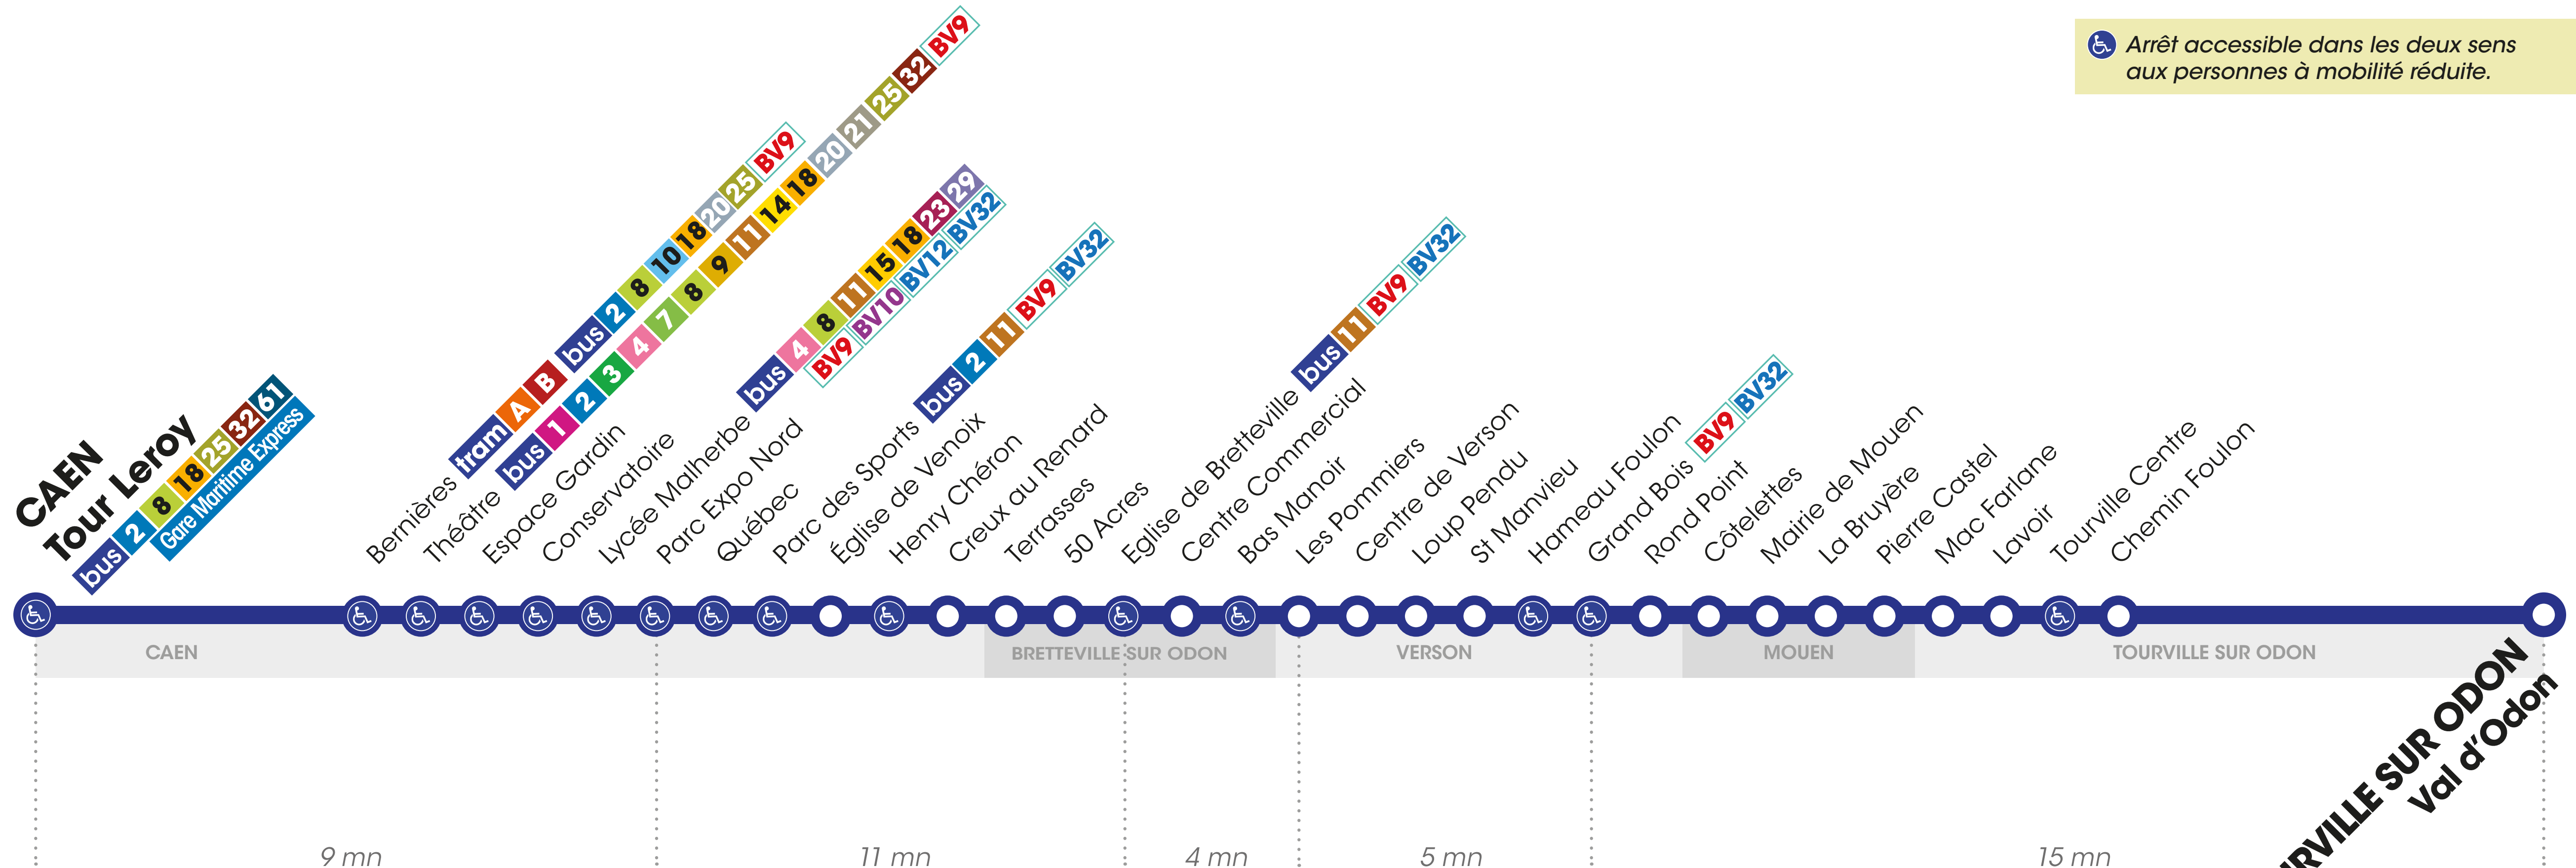 Arrêt accessible dans les deux sens
aux personnes à mobilité réduite.
CAEN
Tour Leroy
bus 2 8 18 25 32 61
Gare Maritime Express
Bernières tram A B bus 2 8 10 18 20 25 BV9
Théâtre bus 1 2 3 4 7 8 9 11 14 18 20 21 25 32 BV9
Espace Gardin
Conservatoire
Lycée Malherbe bus 4 8 11 15 18 23 29
BV9 BV10 BV12 BV32
Parc Expo Nord
Québec
Parc des Sports bus 2 11 BV9 BV32
Église de Venoix
Henry Chéron
Creux au Renard
Terrasses
50 Acres
Eglise de Bretteville bus 11 BV9 BV32
Centre Commercial
Bas Manoir
Les Pommiers
Centre de Verson
Loup Pendu
St Manvieu
Hameau Foulon
Grand Bois BV9 BV32
Rond Point
Côtelettes
Mairie de Mouen
La Bruyère
Pierre Castel
Mac Farlane
Lavoir
Tourville Centre
Chemin Foulon
CAEN
BRETTEVILLE SUR ODON
VERSON
MOUEN
TOURVILLE SUR ODON
SUR ODON
Val d'Odon
9 mn
11 mn
4 mn
5 mn
15 mn